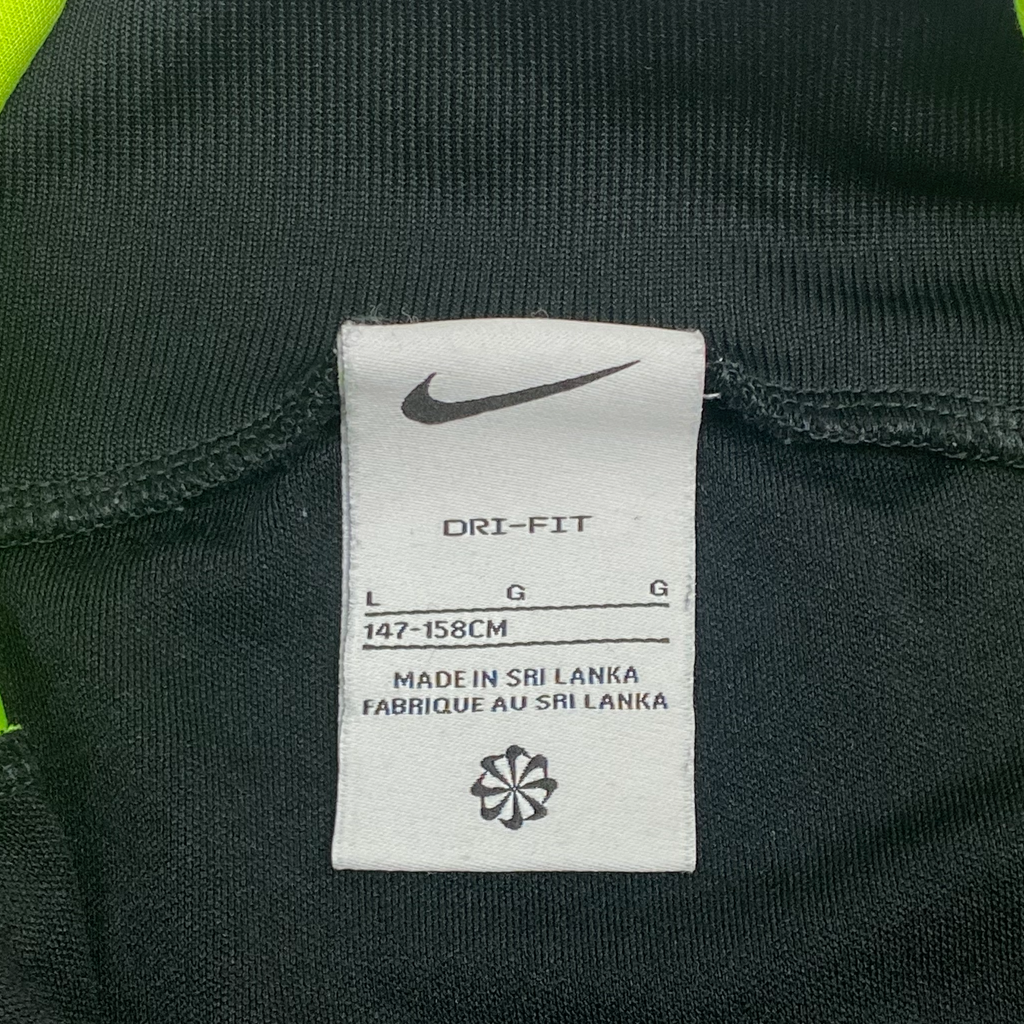 DRI-FIT
L G G
147-158CM
MADE IN SRI LANKA
FABRIQUE AU SRI LANKA